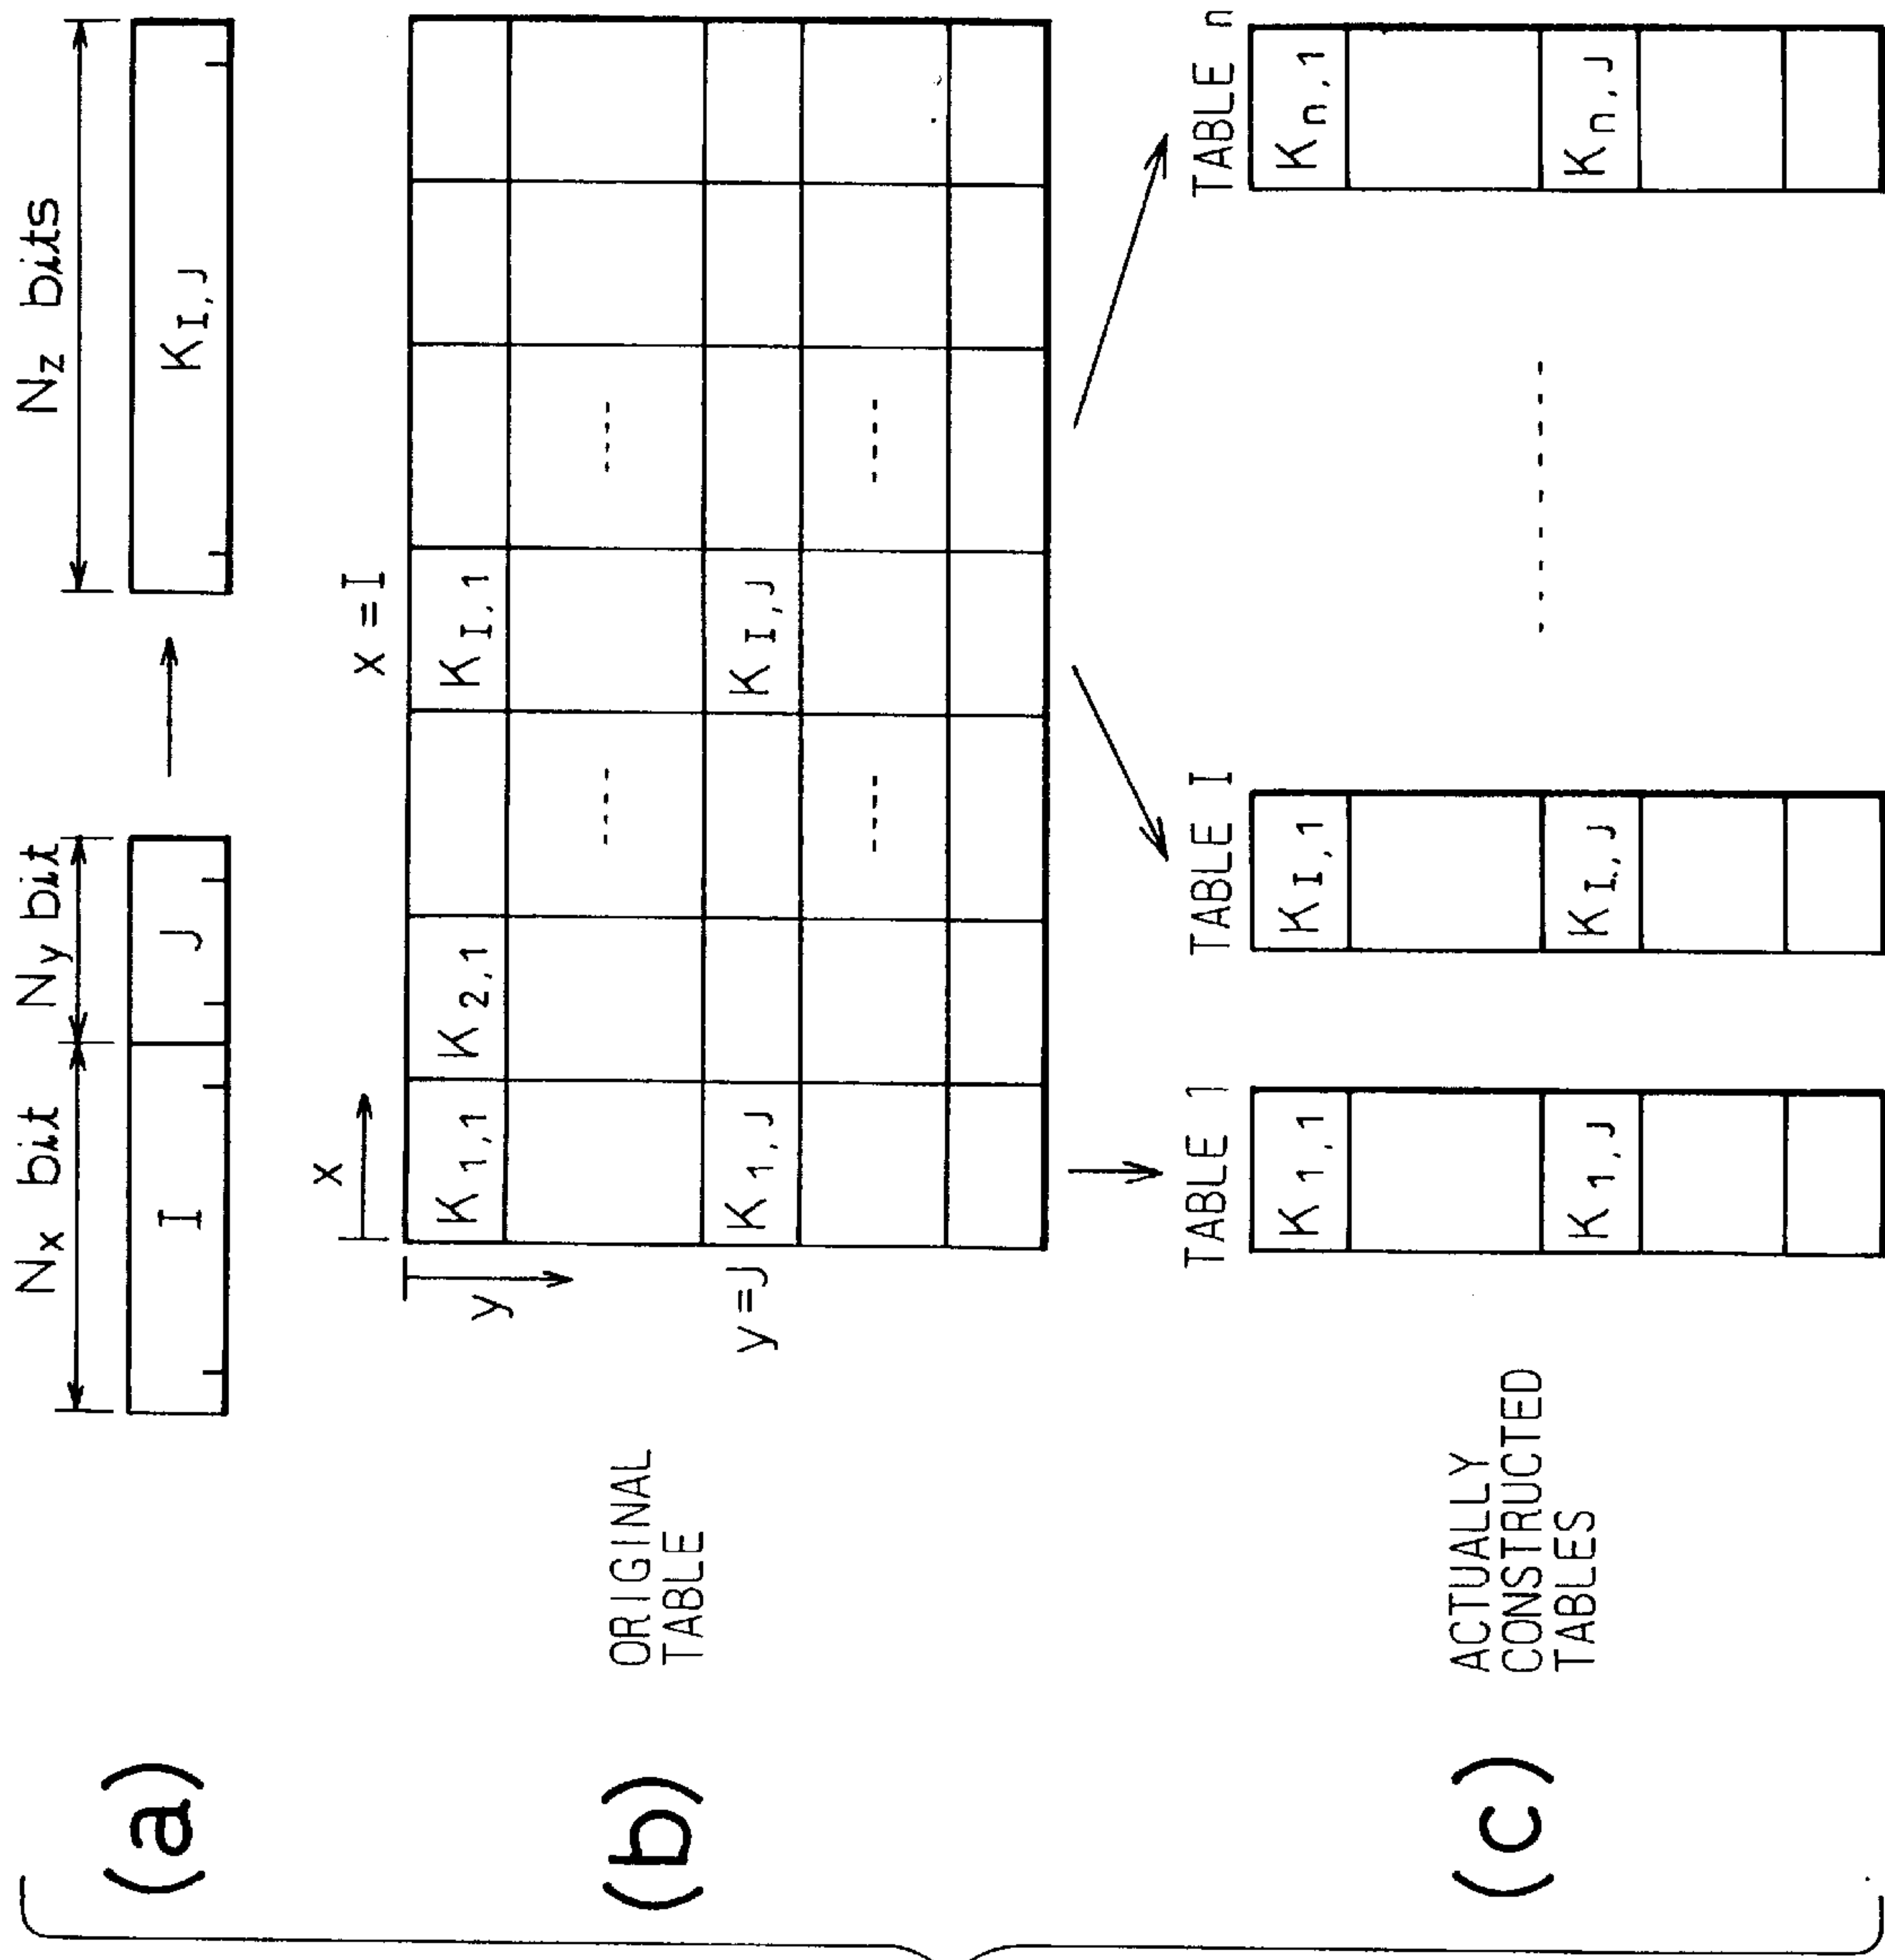 (a)
Nx bit Ny bit Nz bits
I J KI,J
(b)
ORIGINAL
TABLE
x x = I
y
K1,1 K2,1 KI,1
y=J
K1,J KI,J
(c)
ACTUALLY
CONSTRUCTED
TABLES
TABLE 1 TABLE I TABLE n
K1,1 KI,1 Kn,1
K1,J KI,J Kn,J